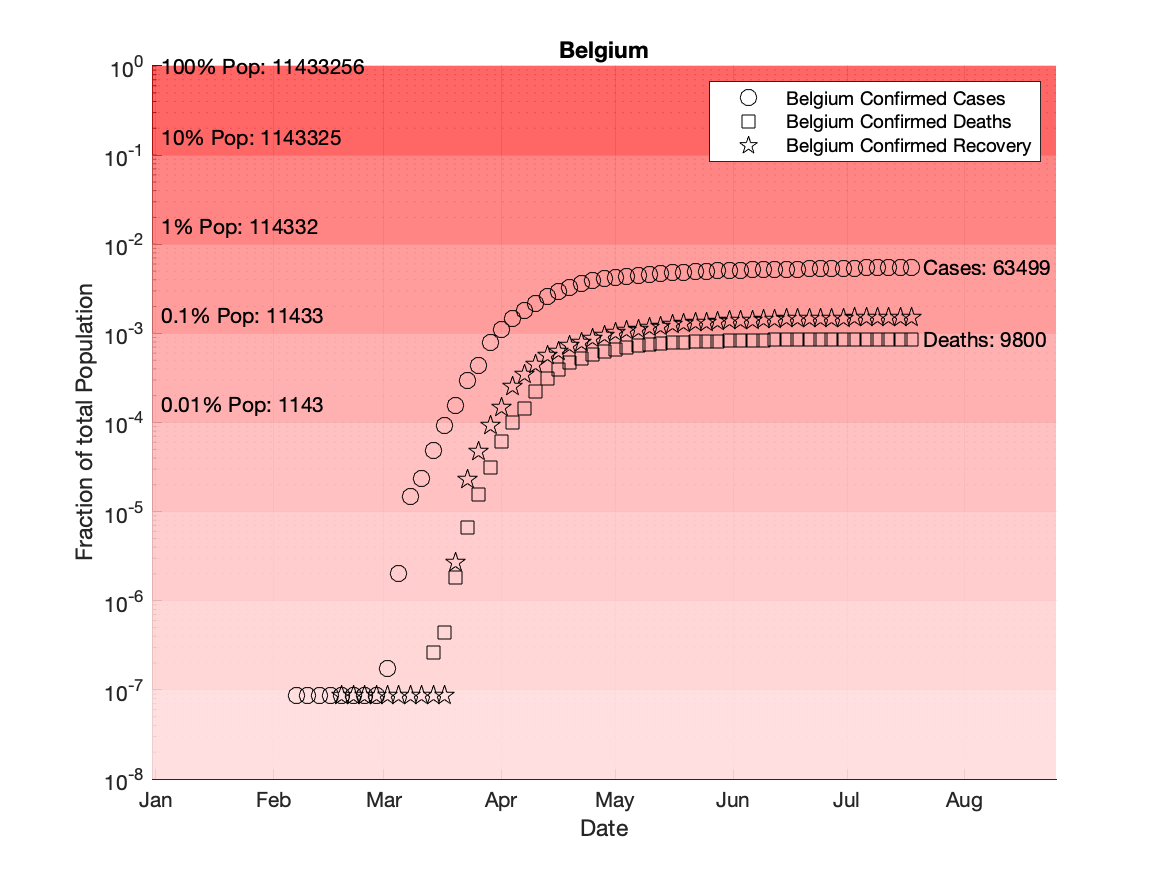 Belgium
10^0
100% Pop: 11433256
Belgium Confirmed Cases
Belgium Confirmed Deaths
Belgium Confirmed Recovery
10% Pop: 1143325
10^-1
1% Pop: 114332
10^-2
Cases: 63499
0.1% Pop: 11433
10^-3
Deaths: 9800
0.01% Pop: 1143
10^-4
10^-5
10^-6
10^-7
10^-8
Fraction of total Population
Jan Feb Mar Apr May Jun Jul Aug
Date